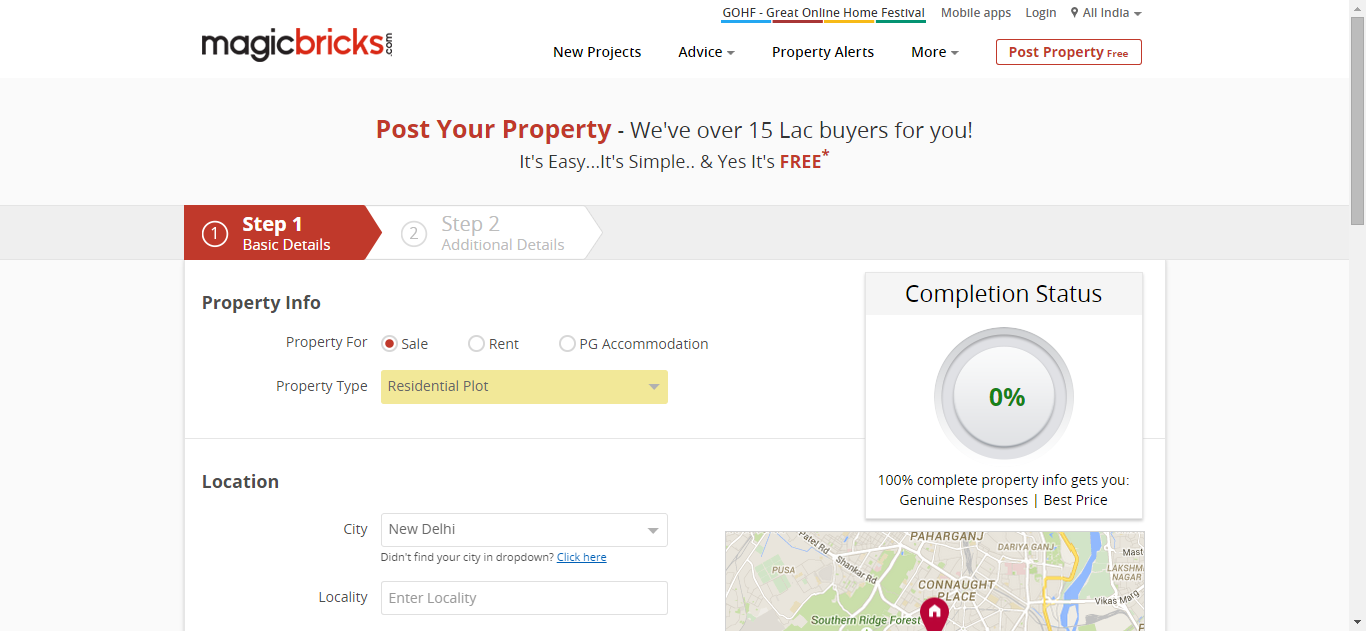 GOHF - Great Online Home Festival Mobile apps Login All India
magicbricks.com
New Projects Advice Property Alerts More Post Property Free
Post Your Property - We've over 15 Lac buyers for you!
It's Easy...It's Simple.. & Yes It's FREE*
1 Step 1
Basic Details
2 Step 2
Additional Details
Property Info
Property For Sale Rent PG Accommodation
Property Type Residential Plot
Completion Status
0%
100% complete property info gets you:
Genuine Responses | Best Price
Location
City New Delhi
Didn't find your city in dropdown? Click here
Locality Enter Locality
Patel Rd
PAHARGANJ
DARIYA GANJ
PUSA
Shankar Rd
CONNAUGHT
PLACE
LAKSHM
NAGAR
Vikas Marg
Southern Ridge Forest